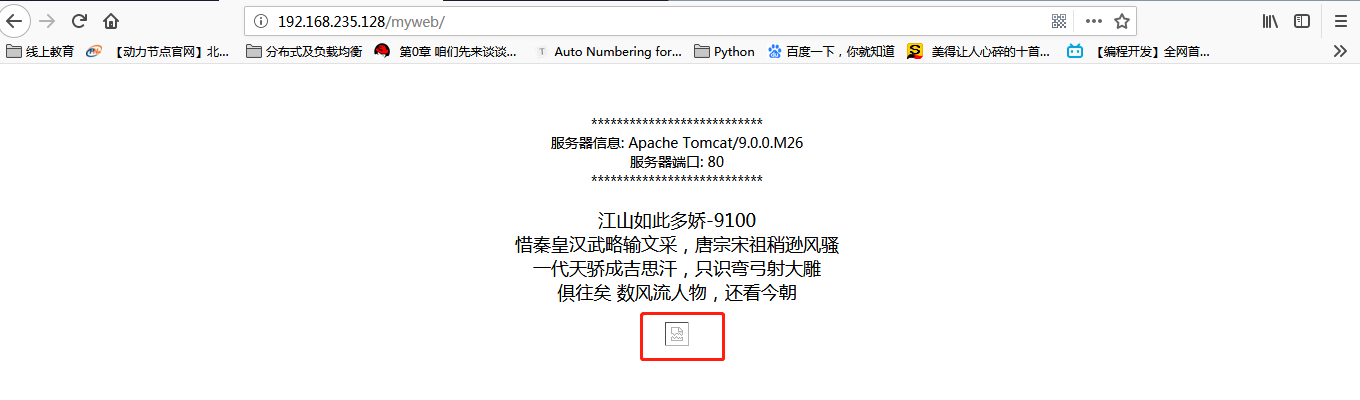 192.168.235.128/myweb/
线上教育 【动力节点官网】北... 分布式及负载均衡 第0章 咱们先来谈谈... T Auto Numbering for... Python 百度一下，你就知道 S 美得让人心碎的十首... 【编程开发】全网首...
***************************
服务器信息: Apache Tomcat/9.0.0.M26
服务器端口: 80
***************************
江山如此多娇-9100
惜秦皇汉武略输文采，唐宗宋祖稍逊风骚
一代天骄成吉思汗，只识弯弓射大雕
俱往矣 数风流人物，还看今朝